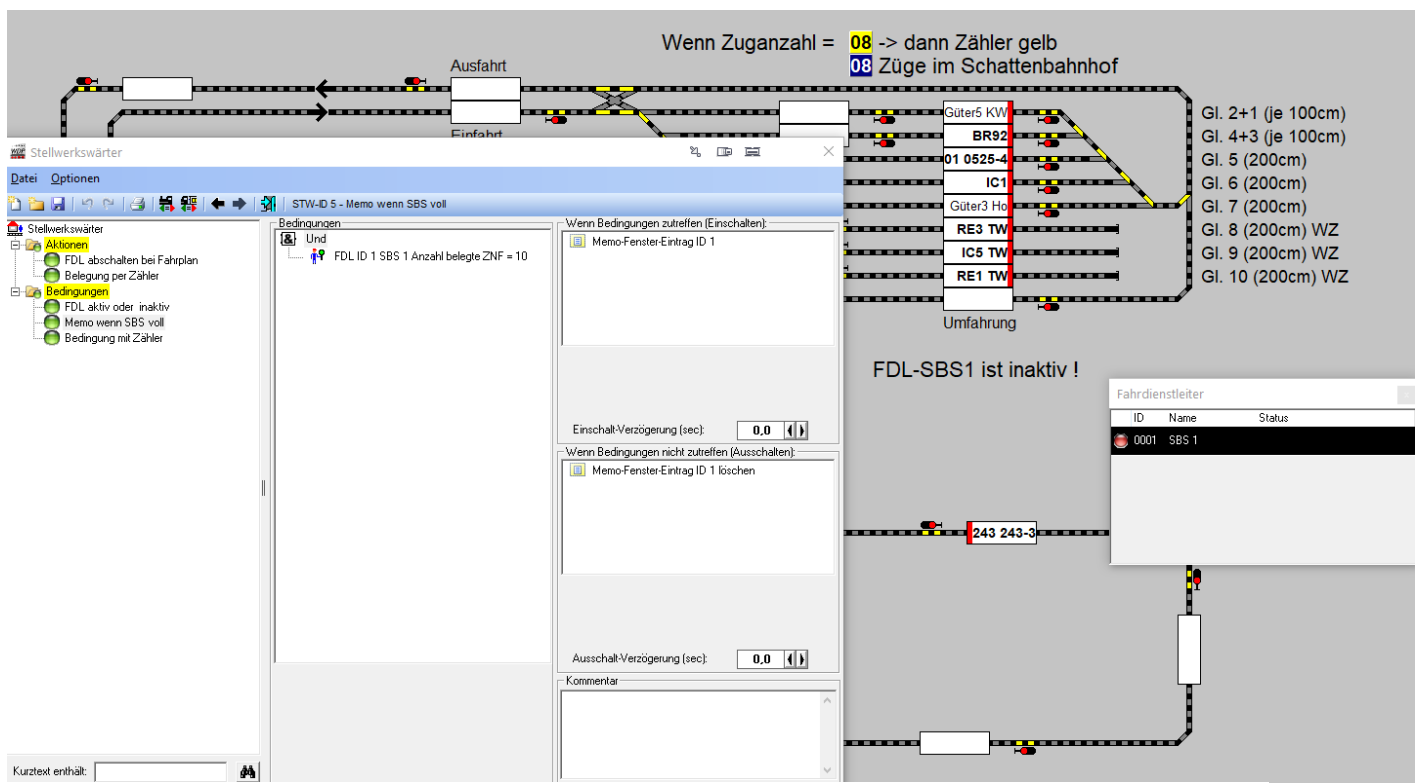 Wenn Zuganzahl = 08 -> dann Zähler gelb
08 Züge im Schattenbahnhof
Ausfahrt
Einfahrt
Güter5 KW
BR92
01 0525-4
IC1
Güter3 Ho
RE3 TW
IC5 TW
RE1 TW
Umfahrung
Gl. 2+1 (je 100cm)
Gl. 4+3 (je 100cm)
Gl. 5 (200cm)
Gl. 6 (200cm)
Gl. 7 (200cm)
Gl. 8 (200cm) WZ
Gl. 9 (200cm) WZ
Gl. 10 (200cm) WZ
FDL-SBS1 ist inaktiv !
Stellwerkswärter
Datei Optionen
STW-ID 5 - Memo wenn SBS voll
Stellwerkswärter
Aktionen
FDL abschalten bei Fahrplan
Belegung per Zähler
Bedingungen
FDL aktiv oder inaktiv
Memo wenn SBS voll
Bedingung mit Zähler
Kurztext enthält:
Bedingungen
& Und
FDL ID 1 SBS 1 Anzahl belegte ZNF = 10
Wenn Bedingungen zutreffen (Einschalten):
Memo-Fenster-Eintrag ID 1
Einschalt-Verzögerung (sec): 0,0
Wenn Bedingungen nicht zutreffen (Ausschalten):
Memo-Fenster-Eintrag ID 1 löschen
Ausschalt-Verzögerung (sec): 0,0
Kommentar
Fahrdienstleiter
ID Name Status
0001 SBS 1
243 243-3